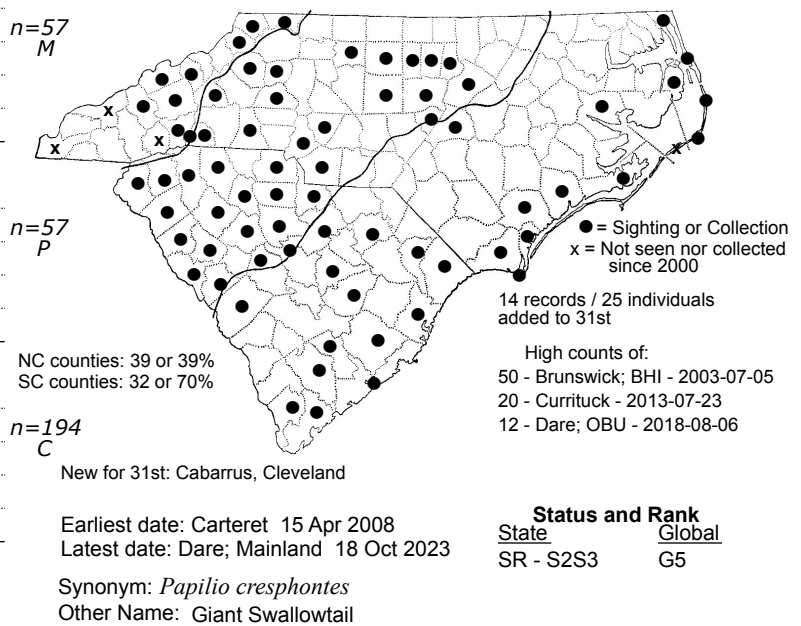 n=57
M
n=57
P
n=194
C
x
x
x
x
● = Sighting or Collection
x = Not seen nor collected
since 2000
14 records / 25 individuals
added to 31st
NC counties: 39 or 39%
SC counties: 32 or 70%
High counts of:
50 - Brunswick; BHI - 2003-07-05
20 - Currituck - 2013-07-23
12 - Dare; OBU - 2018-08-06
New for 31st: Cabarrus, Cleveland
Earliest date: Carteret 15 Apr 2008
Latest date: Dare; Mainland 18 Oct 2023
Status and Rank
State Global
SR - S2S3 G5
Synonym: Papilio cresphontes
Other Name: Giant Swallowtail